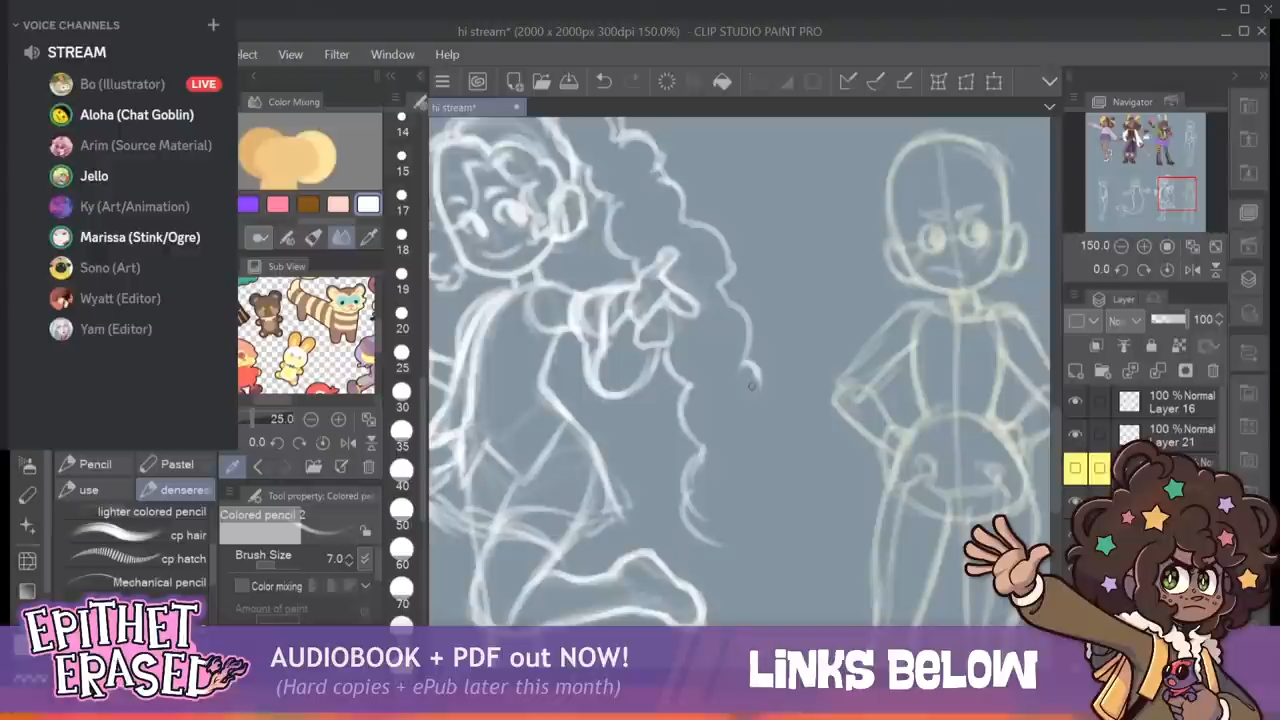 VOICE CHANNELS
STREAM
Bo (Illustrator) LIVE
Aloha (Chat Goblin)
Arim (Source Material)
Jello
Ky (Art/Animation)
Marissa (Stink/Ogre)
Sono (Art)
Wyatt (Editor)
Yam (Editor)
hi stream* (2000 x 2000px 300dpi 150.0%) - CLIP STUDIO PAINT PRO
lect View Filter Window Help
Color Mixing
hi stream*
Navigator
14
15
17
18
19
20
25
30
35
40
50
60
70
Sub View
25.0
0.0
150.0
0.0
Layer
100
100 % Normal
Layer 16
100 % Normal
Layer 21
Pencil Pastel
use denseres
lighter colored pencil
cp hair
cp hatch
Mechanical pencil
Tool property: Colored pe
Colored pencil 2
Brush Size 7.0
Color mixing
Amount of paint
EPITHET
ERASED
AUDIOBOOK + PDF out NOW!
(Hard copies + ePub later this month)
LINKS BELOW